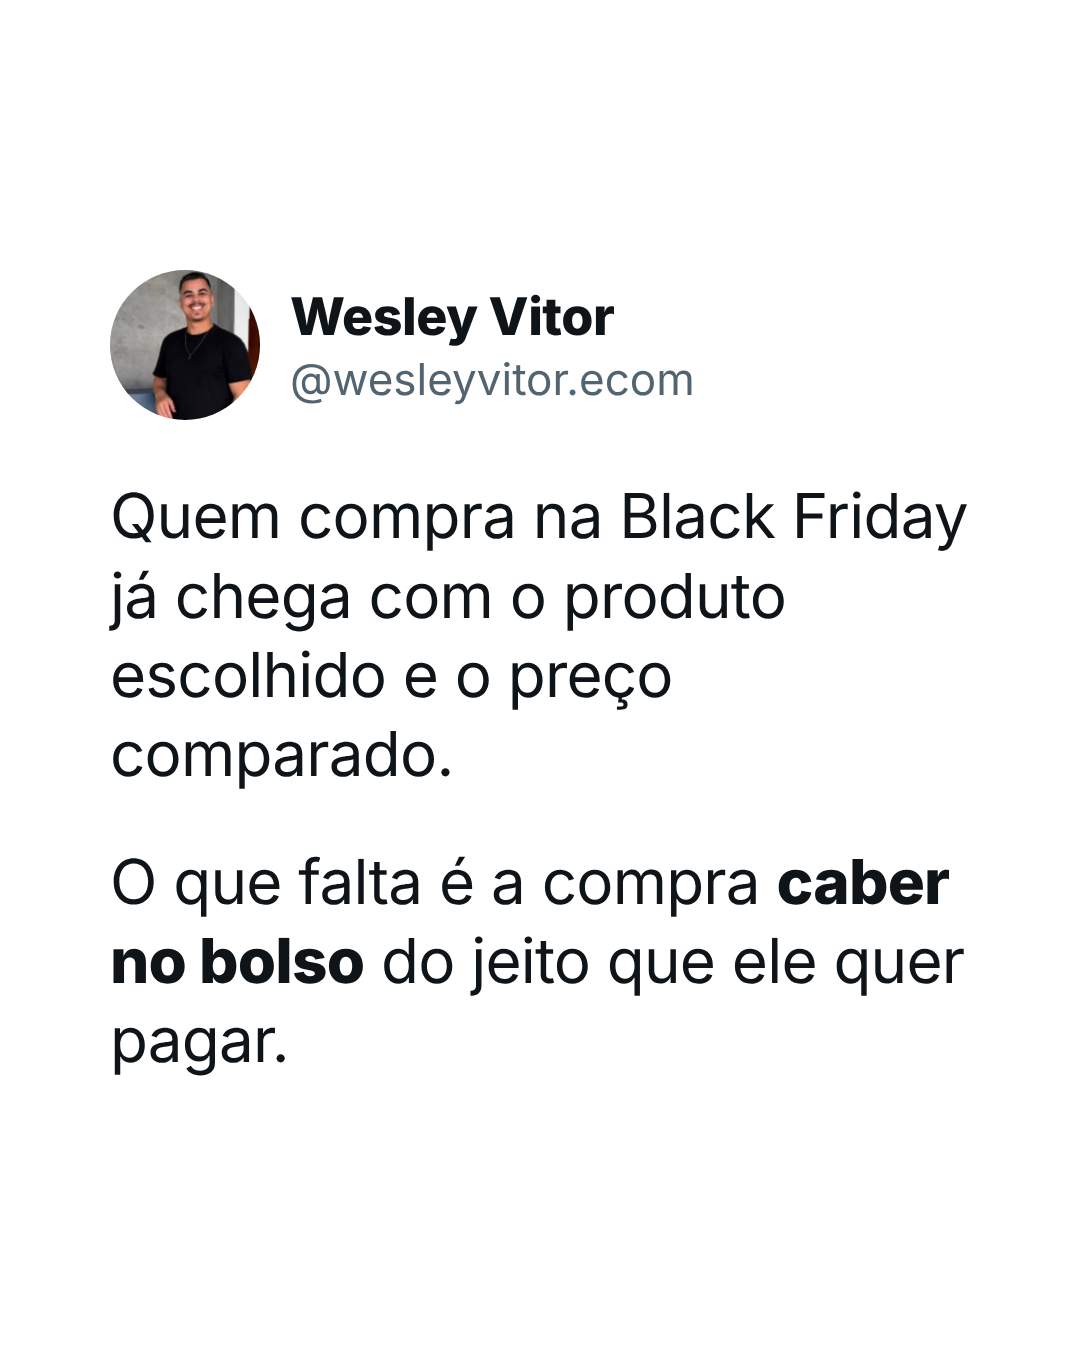 Wesley Vitor
@wesleyvitor.ecom
Quem compra na Black Friday
já chega com o produto
escolhido e o preço
comparado.
O que falta é a compra caber
no bolso do jeito que ele quer
pagar.